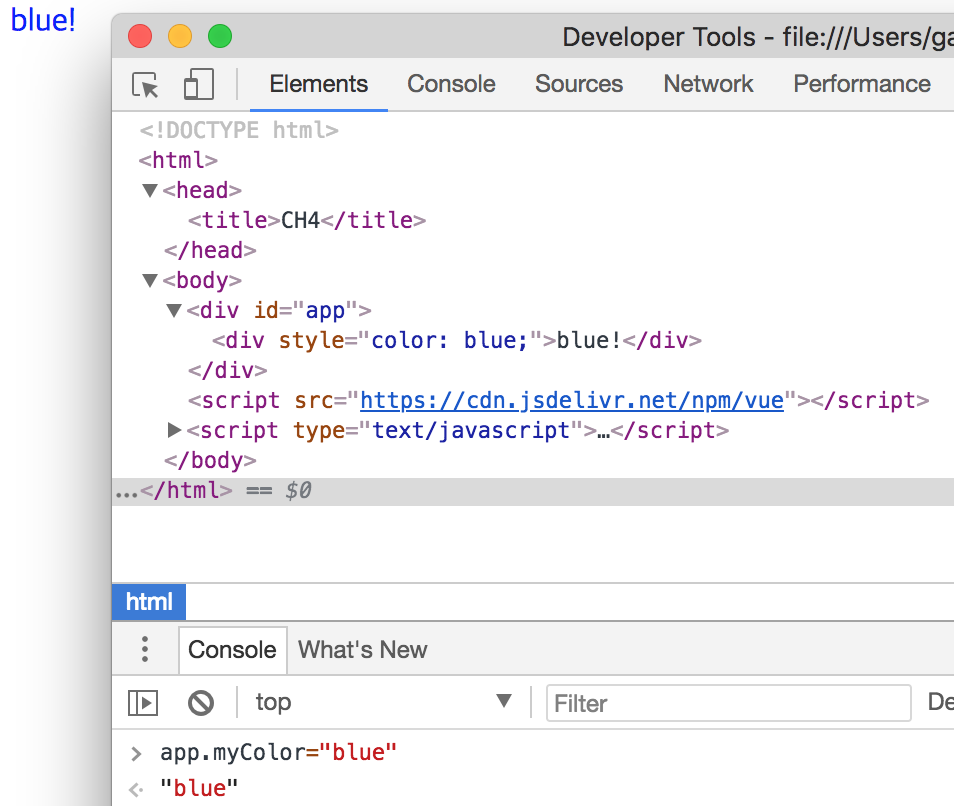 blue!
Developer Tools - file:///Users/ga
Elements Console Sources Network Performance
<!DOCTYPE html>
<html>
<head>
<title>CH4</title>
</head>
<body>
<div id="app">
<div style="color: blue;">blue!</div>
</div>
<script src="https://cdn.jsdelivr.net/npm/vue"></script>
<script type="text/javascript">…</script>
</body>
...</html> == $0
html
Console What's New
top Filter De
> app.myColor="blue"
"blue"